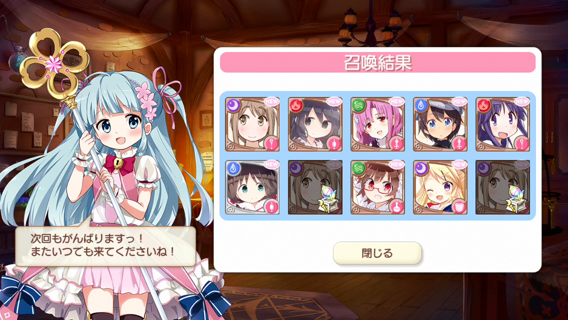 召喚結果
次回もがんばりますっ！
またいつでも来てくださいね！
閉じる